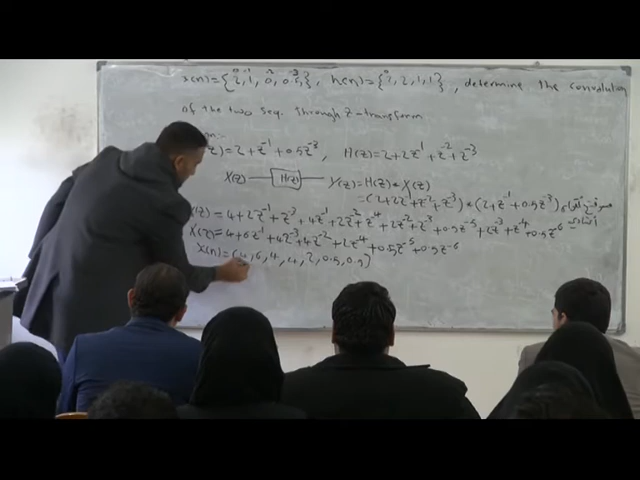 x(n)={2,1,0,0.5}, h(n)={2,2,1,1}, determine the convolution
of the two seq. through Z-transform
(z)=2+z^-1+0.5z^-3, H(z)=2+2z^-1+z^-2+z^-3
X(z) H(z) Y(z)=H(z)*X(z)
=(2+2z^-1+z^-2+z^-3)*(2+z^-1+0.5z^-3)
(z)=4+2z^-1+z^-3+4z^-1+2z^-2+z^-4+2z^-2+z^-3+0.5z^-5+2z^-3+z^-4+0.5z^-6
X(z)=4+6z^-1+4z^-3+4z^-2+2z^-4+0.5z^-5+0.5z^-6
x(n)=(4,6,4,4,2,0.5,0.5)